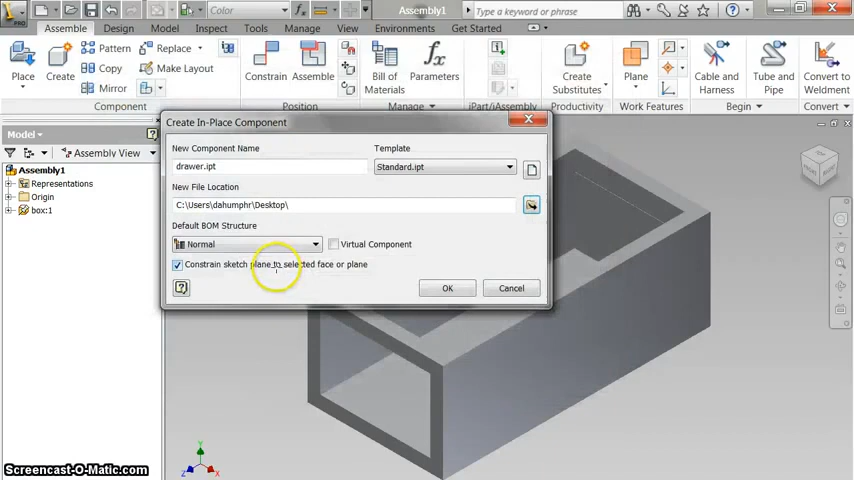 PRO
Color
Assembly1
Type a keyword or phrase
Assemble Design Model Inspect Tools Manage View Environments Get Started
Place
Create
Pattern
Copy
Mirror
Replace
Make Layout
Component
Constrain
Assemble
Position
Bill of
Materials
Parameters
Manage
iPart/iAssembly
Create
Substitutes
Productivity
Plane
Work Features
Cable and
Harness
Tube and
Pipe
Begin
Convert to
Weldment
Convert
Model
Assembly View
Assembly1
Representations
Origin
box:1
Create In-Place Component
New Component Name
drawer.ipt
Template
Standard.ipt
New File Location
C:\Users\dahumphr\Desktop\
Default BOM Structure
Normal
Virtual Component
Constrain sketch plane to selected face or plane
OK
Cancel
Y
Z
X
Screencast-O-Matic.com